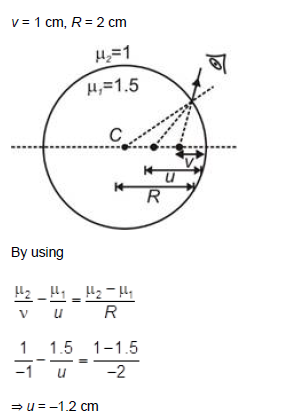 v = 1 cm, R = 2 cm
μ₂=1
μ₁=1.5
C
v
u
R
By using
μ₂/v − μ₁/u = μ₂ − μ₁/R
1/−1 − 1.5/u = 1−1.5/−2
⇒ u = –1.2 cm